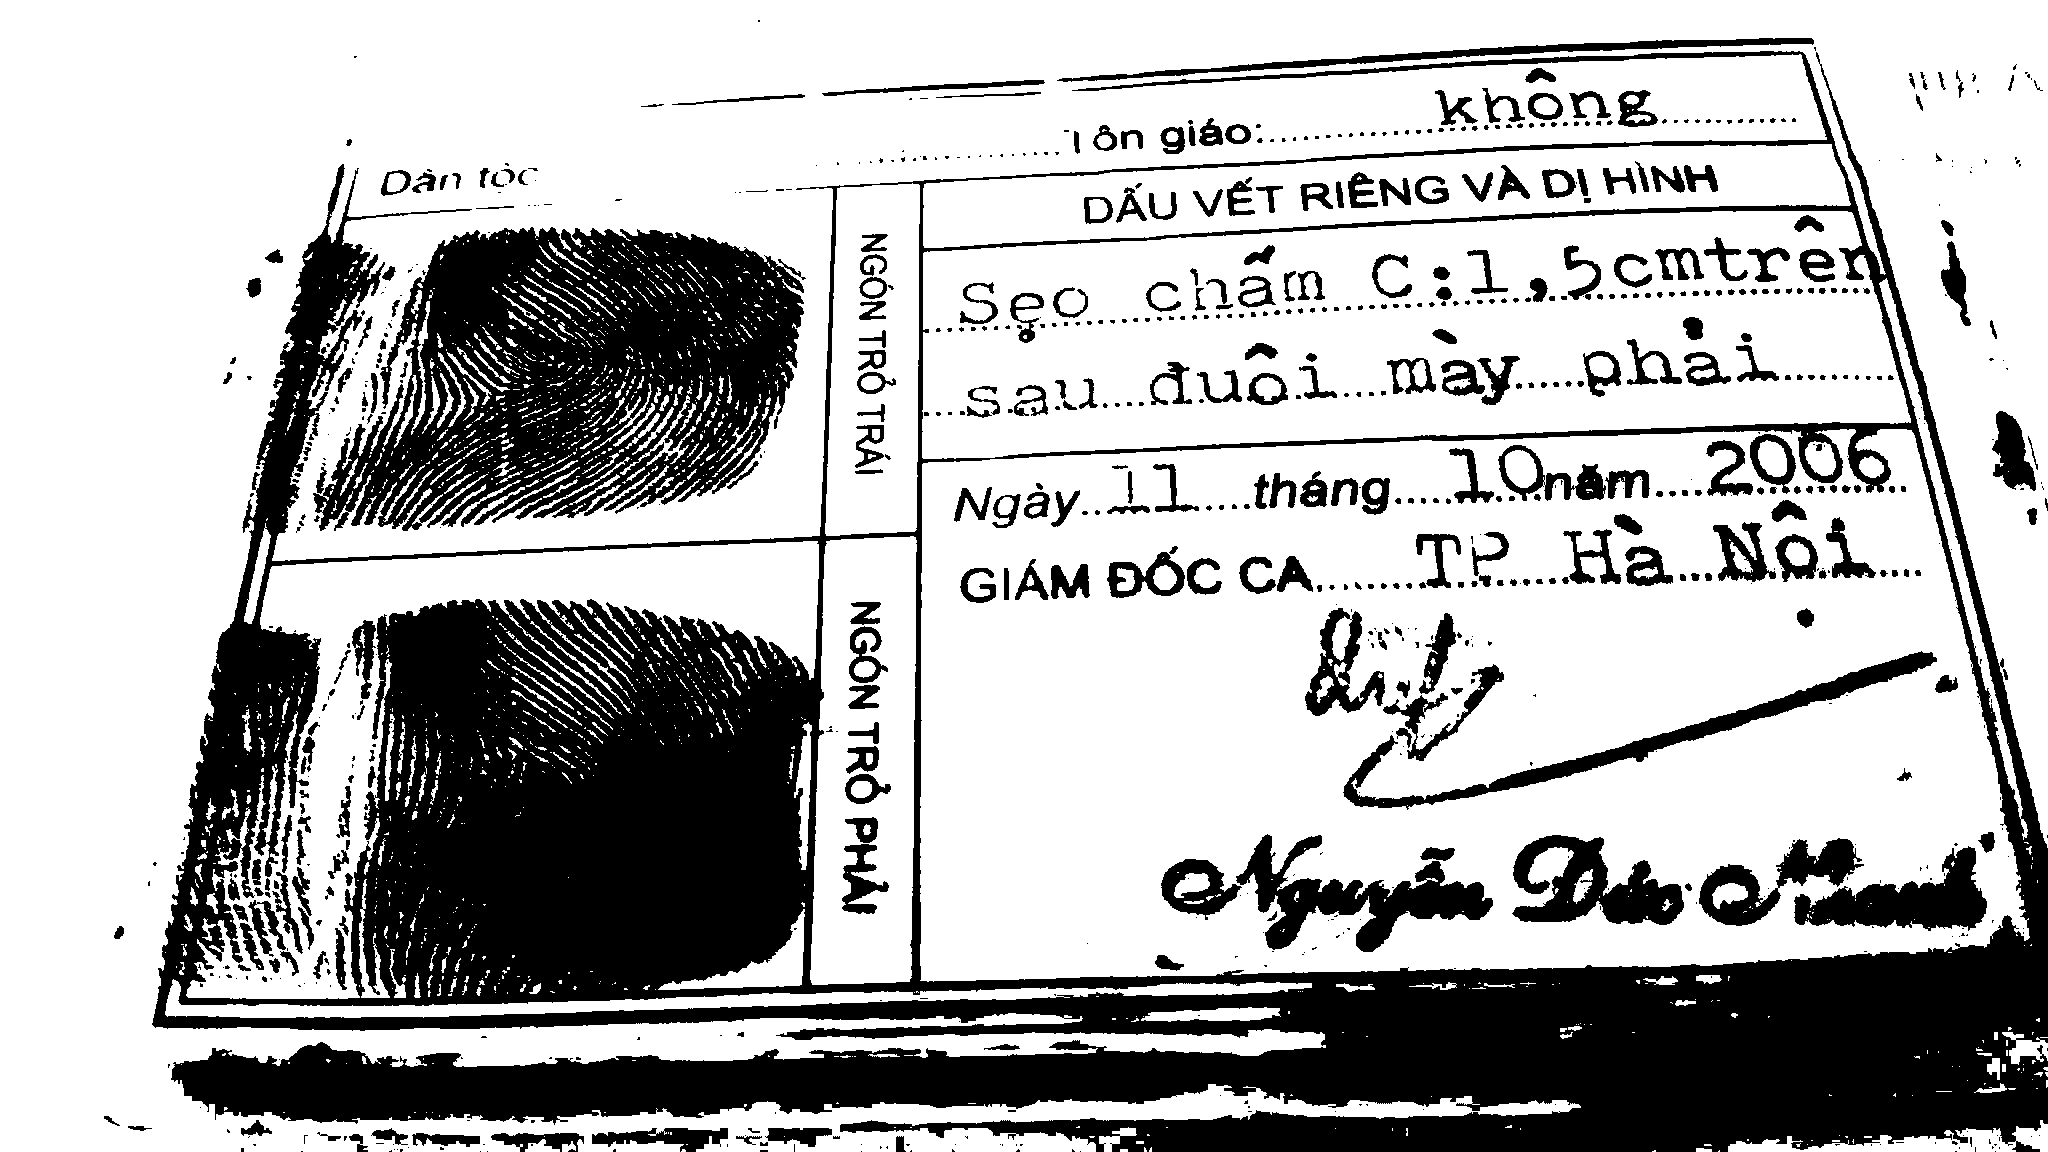 Dân tộc Tôn giáo: không
DẤU VẾT RIÊNG VÀ DỊ HÌNH
Sẹo chấm C:1,5cmtrên
sau đuôi mày phải
Ngày 11 tháng 10 năm 2006
GIÁM ĐỐC CA TP Hà Nội
Nguyễn Đức
NGÓN TRỎ TRÁI
NGÓN TRỎ PHẢI